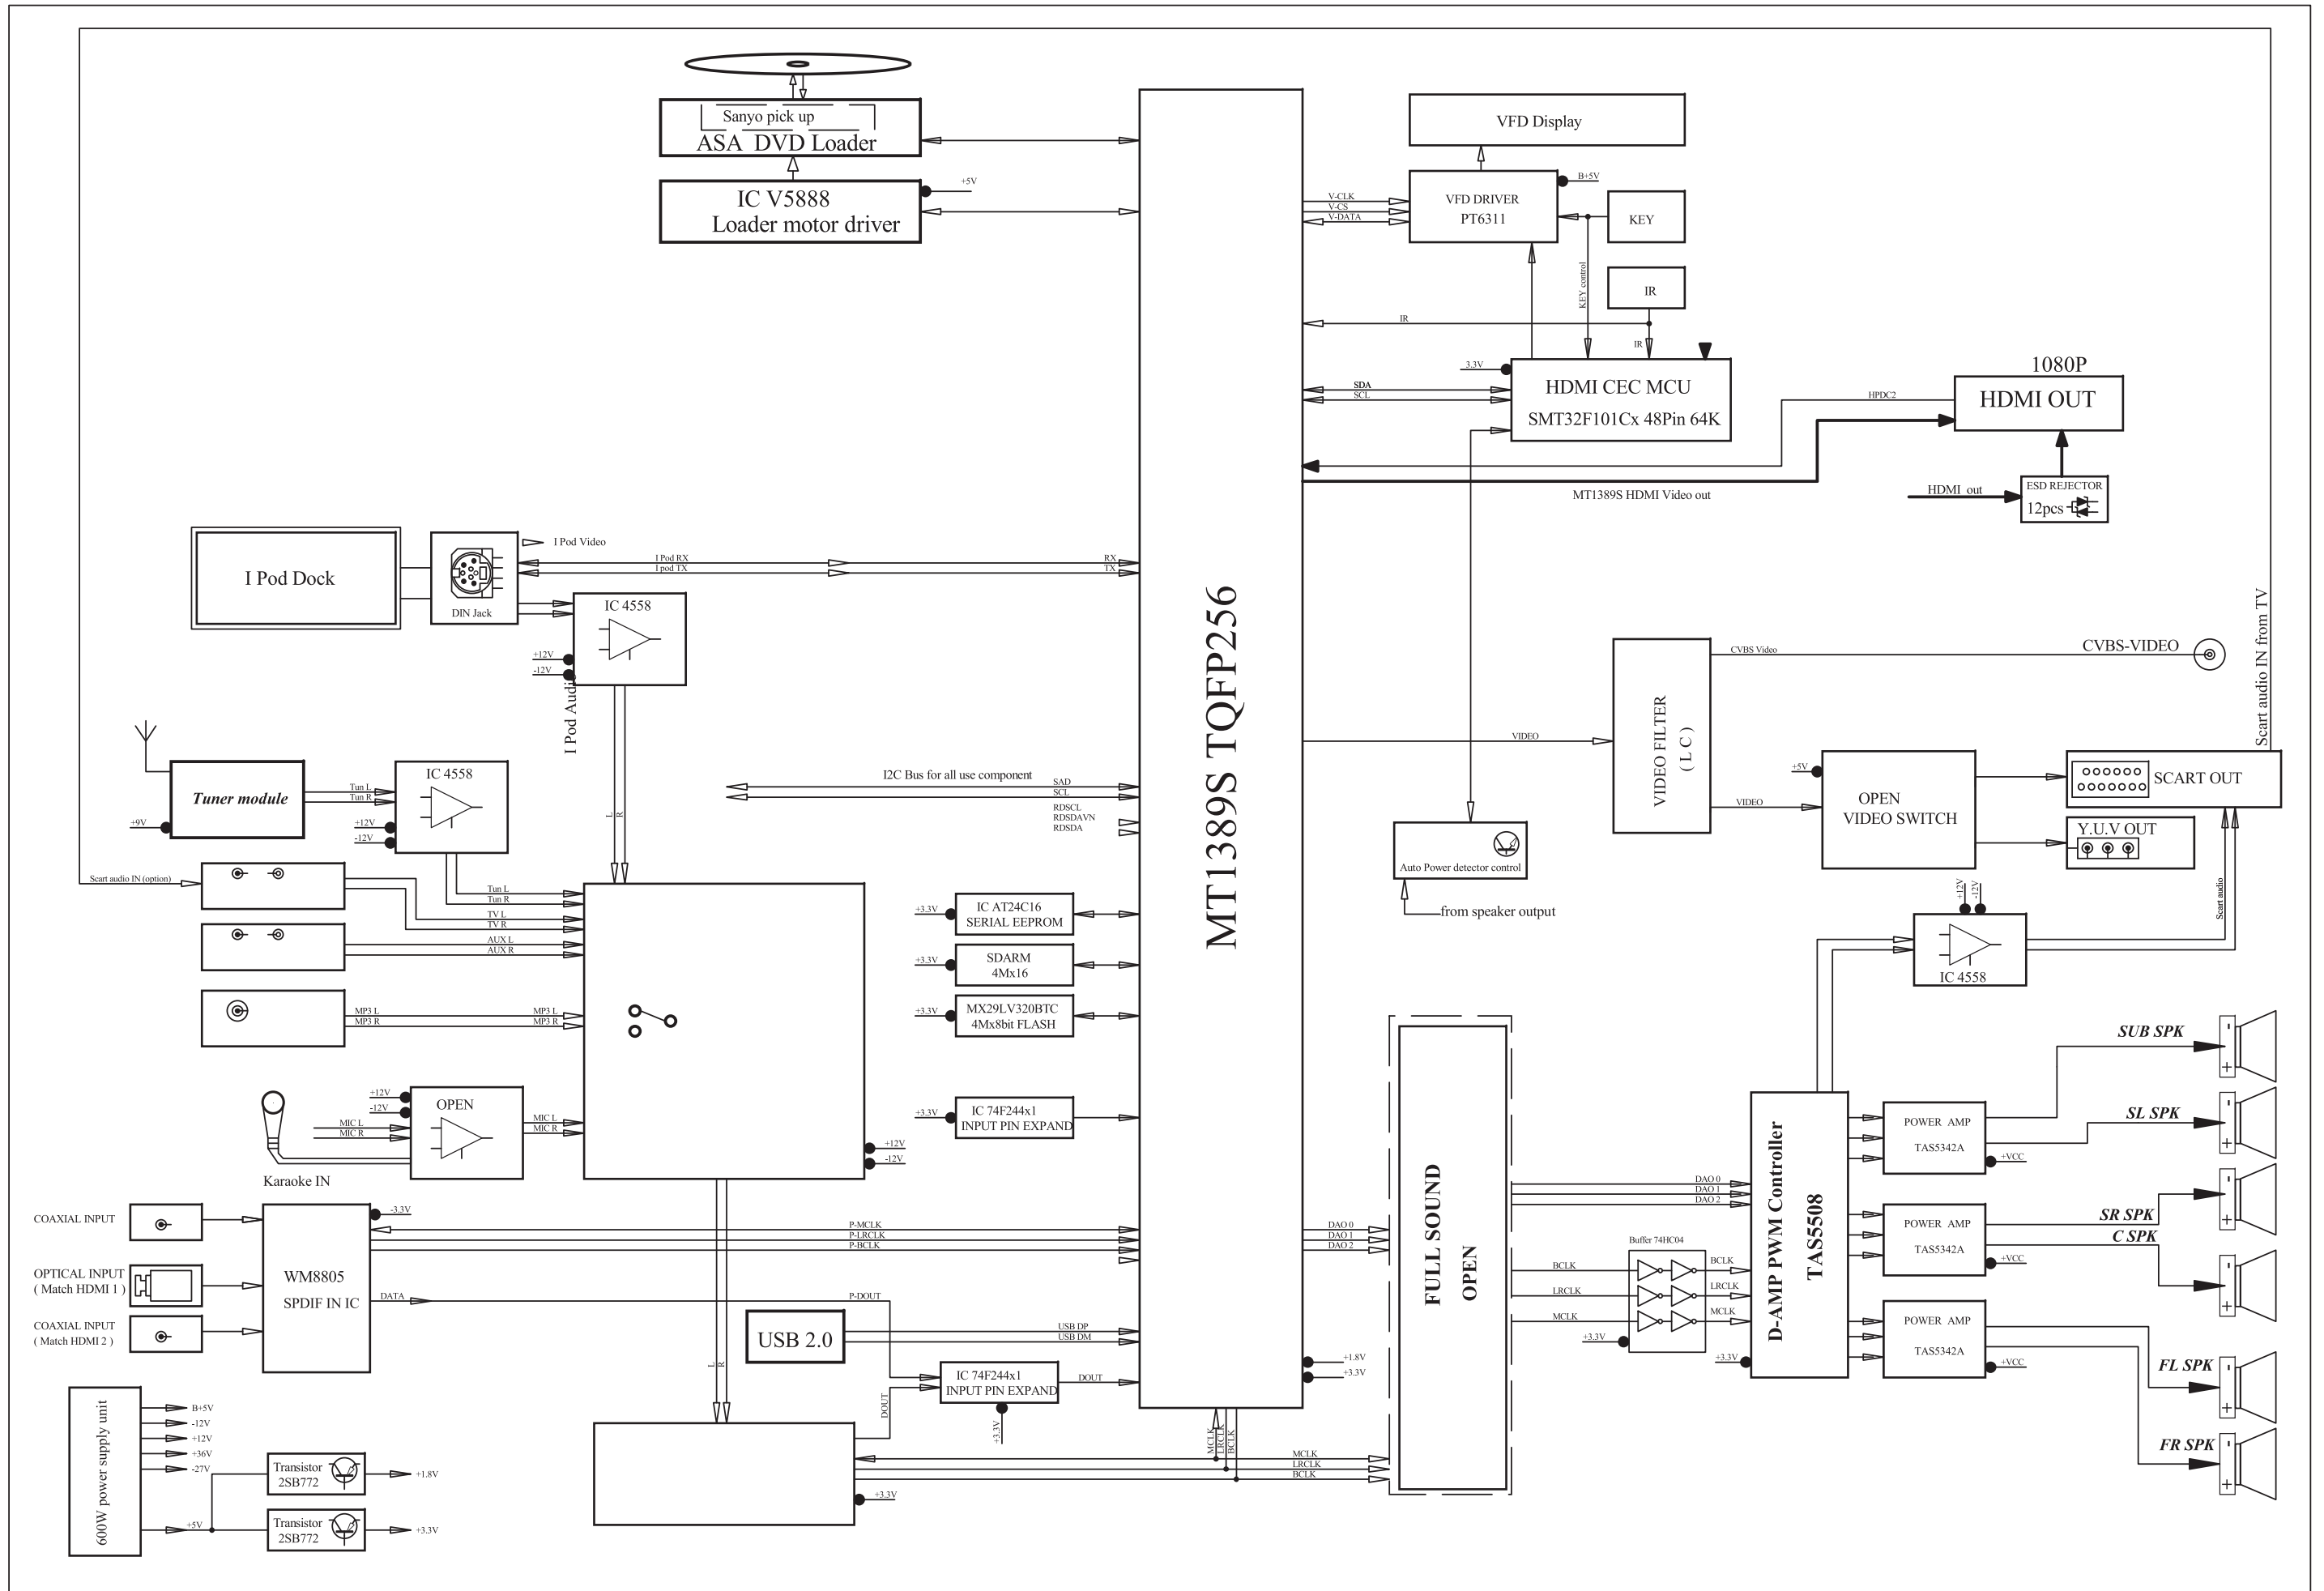 Sanyo pick up
ASA DVD Loader
IC V5888
Loader motor driver
+5V
VFD Display
VFD DRIVER
PT6311
B+5V
KEY
V-CLK
V-CS
V-DATA
KEY control
IR
IR
IR
3.3V
HDMI CEC MCU
SMT32F101Cx 48Pin 64K
SDA
SCL
1080P
HDMI OUT
HPDC2
MT1389S HDMI Video out
HDMI out
ESD REJECTOR
12pcs
MT1389S TQFP256
I Pod Dock
DIN Jack
I Pod Video
I Pod RX
I pod TX
RX
TX
IC 4558
+12V
-12V
I Pod Audio
L
R
Scart audio IN from TV
CVBS Video
CVBS-VIDEO
VIDEO FILTER
( L C )
VIDEO
VIDEO
+5V
OPEN
VIDEO SWITCH
SCART OUT
Y.U.V OUT
Scart audio
Tuner module
+9V
Tun L
Tun R
IC 4558
+12V
-12V
I2C Bus for all use component
SAD
SCL
RDSCL
RDSDAVN
RDSDA
Auto Power detector control
from speaker output
Scart audio IN (option)
Tun L
Tun R
TV L
TV R
AUX L
AUX R
MP3 L
MP3 R
MP3 L
MP3 R
+3.3V
IC AT24C16
SERIAL EEPROM
+3.3V
SDARM
4Mx16
+3.3V
MX29LV320BTC
4Mx8bit FLASH
+3.3V
IC 74F244x1
INPUT PIN EXPAND
+12V
-12V
IC 4558
+12V
-12V
OPEN
MIC L
MIC R
MIC L
MIC R
Karaoke IN
+12V
-12V
COAXIAL INPUT
OPTICAL INPUT
( Match HDMI 1 )
COAXIAL INPUT
( Match HDMI 2 )
WM8805
SPDIF IN IC
-3.3V
P-MCLK
P-LRCLK
P-BCLK
DATA
P-DOUT
USB 2.0
USB DP
USB DM
IC 74F244x1
INPUT PIN EXPAND
DOUT
DOUT
+3.3V
L
R
+1.8V
+3.3V
MCLK
LRCLK
BCLK
MCLK
LRCLK
BCLK
+3.3V
DAO 0
DAO 1
DAO 2
FULL SOUND
OPEN
DAO 0
DAO 1
DAO 2
Buffer 74HC04
BCLK
LRCLK
MCLK
BCLK
LRCLK
MCLK
+3.3V
+3.3V
D-AMP PWM Controller
TAS5508
POWER AMP
TAS5342A
+VCC
POWER AMP
TAS5342A
+VCC
POWER AMP
TAS5342A
+VCC
SUB SPK
SL SPK
SR SPK
C SPK
FL SPK
FR SPK
-
+
-
+
-
+
-
+
-
+
-
+
600W power supply unit
B+5V
-12V
+12V
+36V
-27V
+5V
Transistor
2SB772
+1.8V
Transistor
2SB772
+3.3V